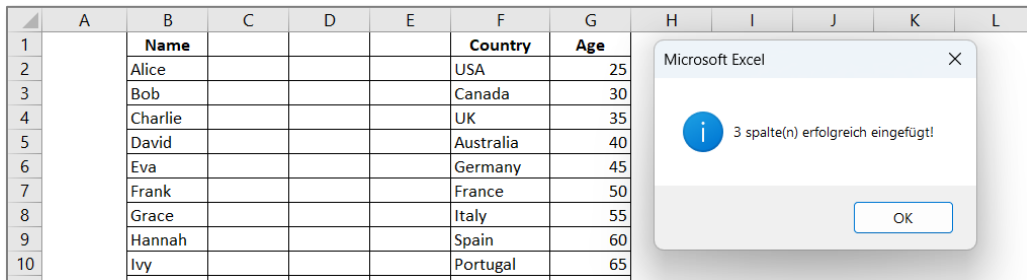 A B C D E F G H I J K L
1 Name Country Age
2 Alice USA 25
3 Bob Canada 30
4 Charlie UK 35
5 David Australia 40
6 Eva Germany 45
7 Frank France 50
8 Grace Italy 55
9 Hannah Spain 60
10 Ivy Portugal 65
Microsoft Excel
3 spalte(n) erfolgreich eingefügt!
OK